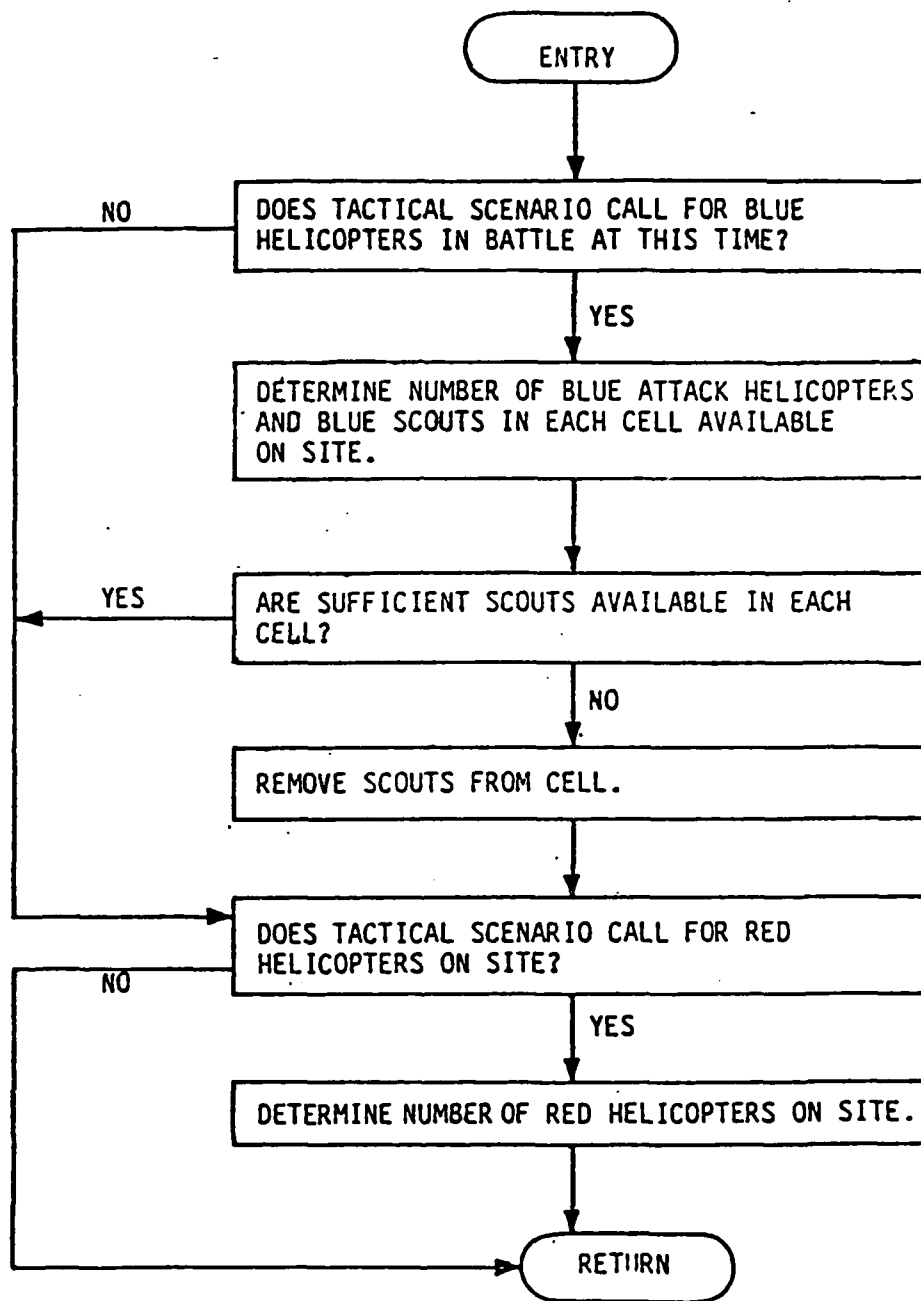 ENTRY
NO
DOES TACTICAL SCENARIO CALL FOR BLUE
HELICOPTERS IN BATTLE AT THIS TIME?
YES
DETERMINE NUMBER OF BLUE ATTACK HELICOPTERS
AND BLUE SCOUTS IN EACH CELL AVAILABLE
ON SITE.
YES
ARE SUFFICIENT SCOUTS AVAILABLE IN EACH
CELL?
NO
REMOVE SCOUTS FROM CELL.
DOES TACTICAL SCENARIO CALL FOR RED
HELICOPTERS ON SITE?
NO
YES
DETERMINE NUMBER OF RED HELICOPTERS ON SITE.
RETURN